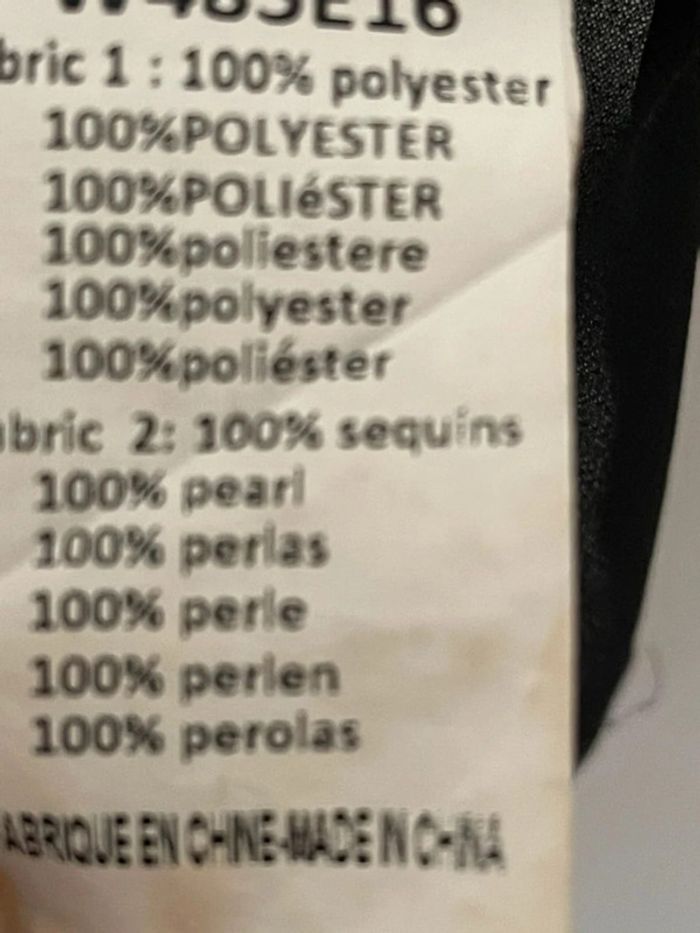 bric 1 : 100% polyester
100%POLYESTER
100%POLIéSTER
100%poliestere
100%polyester
100%poliéster
bric 2: 100% sequins
100% pearl
100% perlas
100% perle
100% perlen
100% perolas
ABRIQUE EN CHINE-MADE IN CHINA